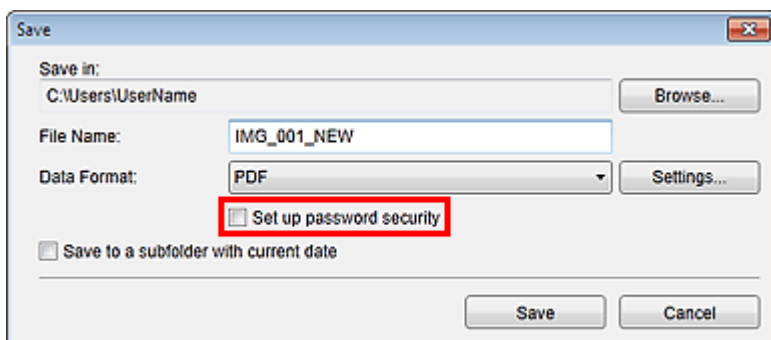 Save
Save in:
C:\Users\UserName
Browse...
File Name:
IMG_001_NEW
Data Format:
PDF
Settings...
Set up password security
Save to a subfolder with current date
Save
Cancel